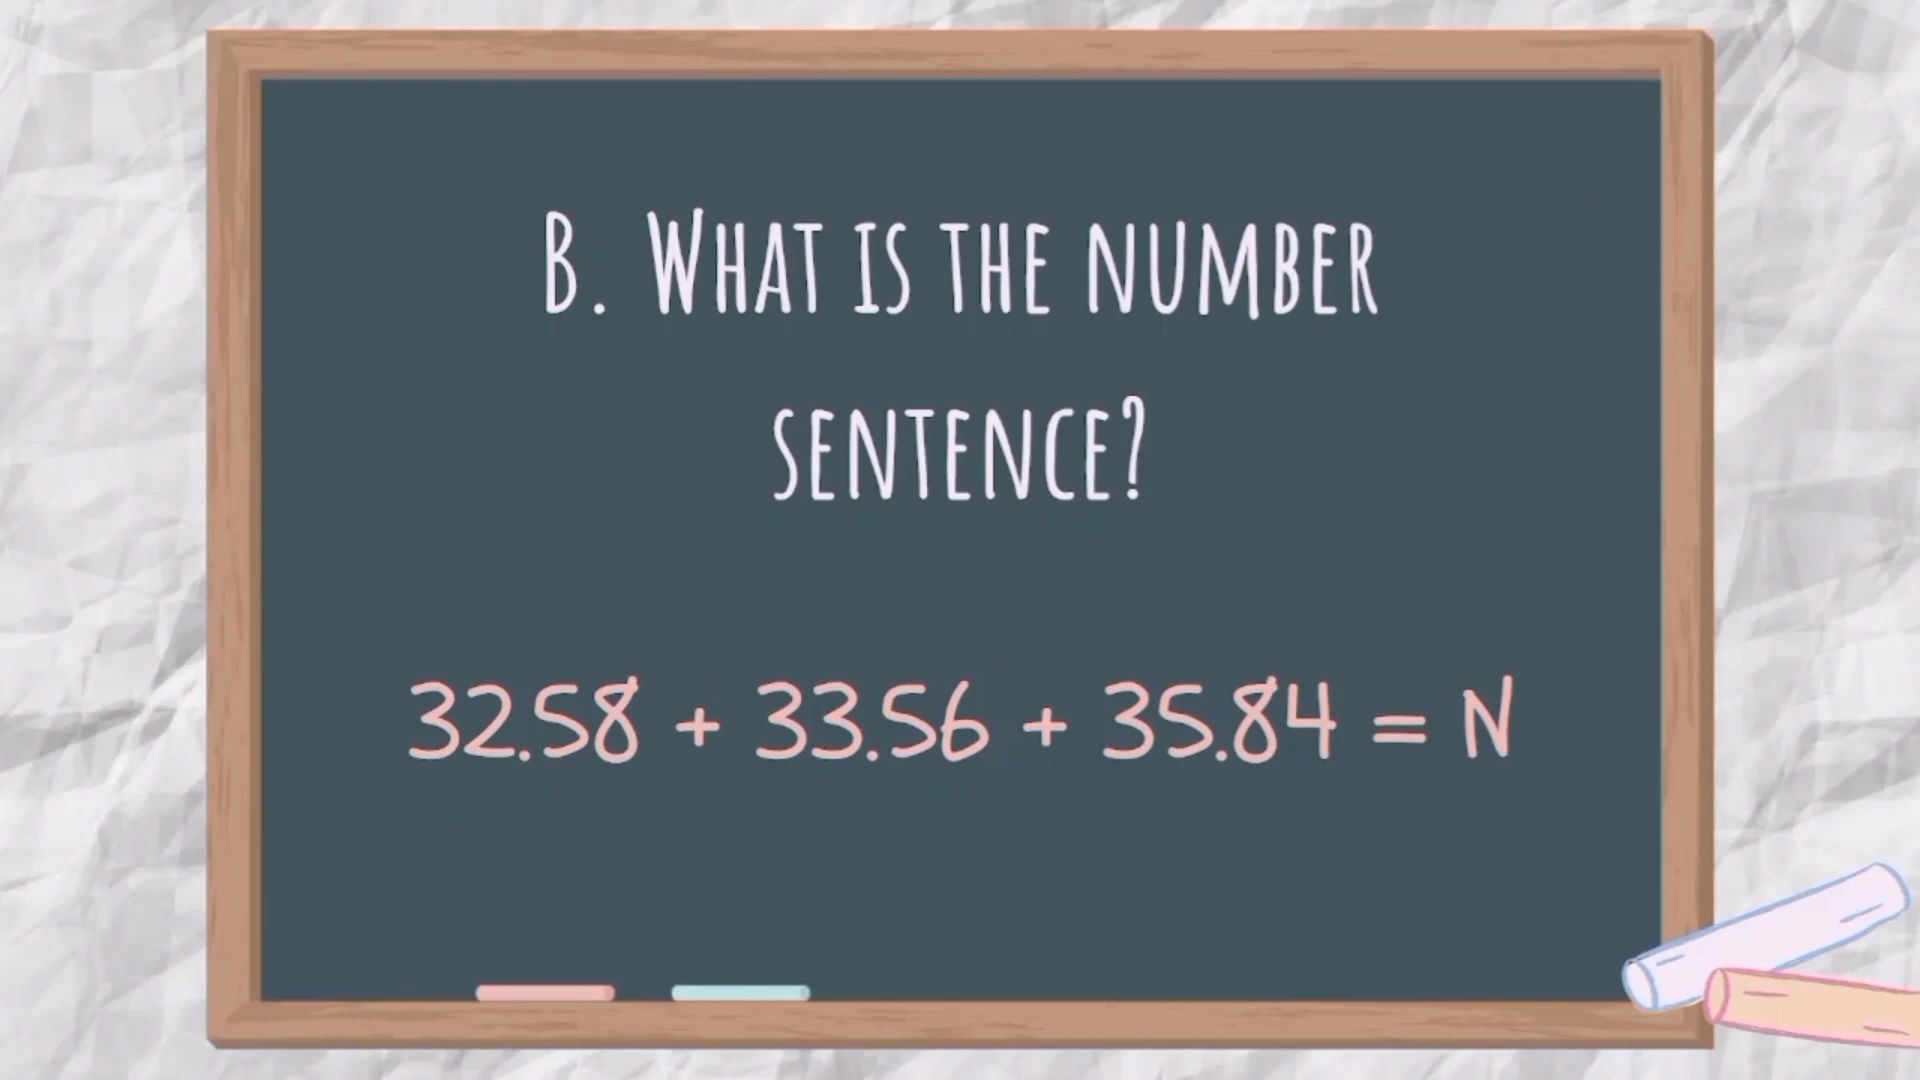 B. WHAT IS THE NUMBER
SENTENCE?
32.58 + 33.56 + 35.84 = N